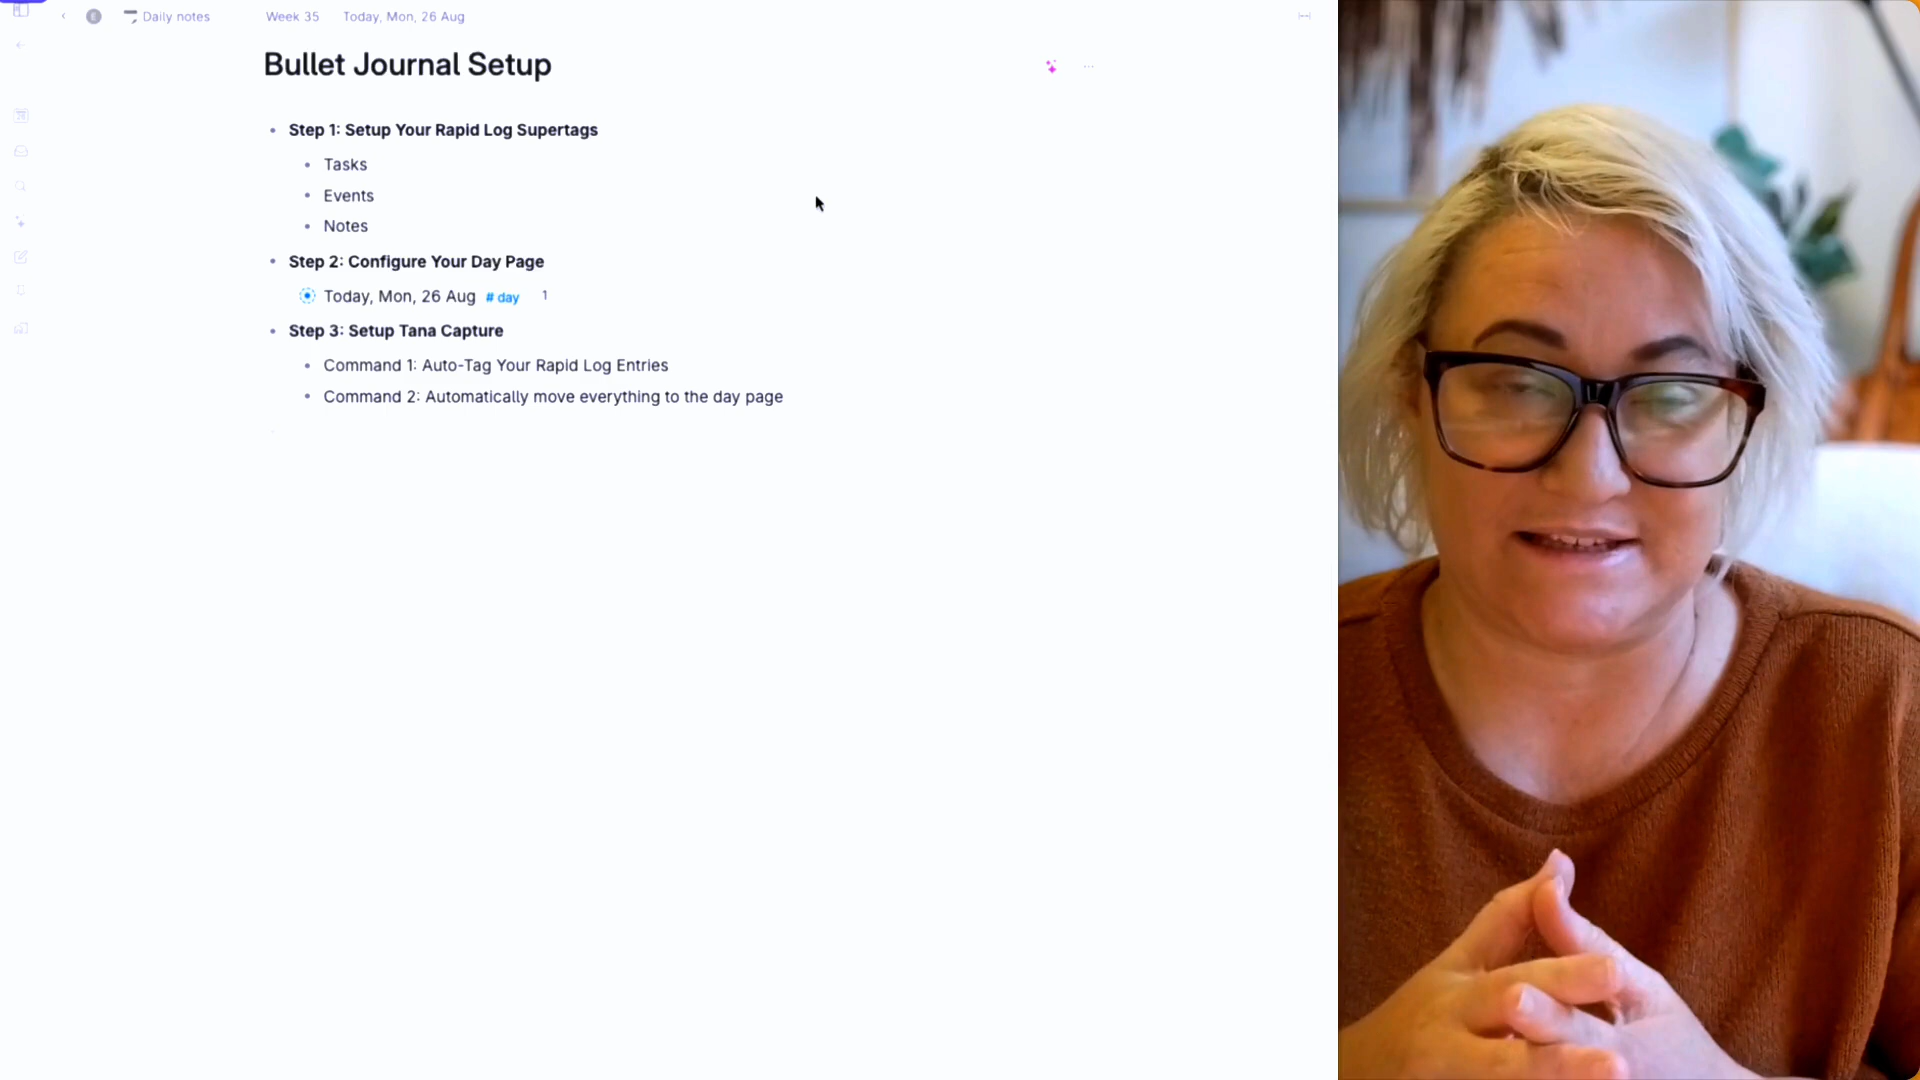 Daily notes
Week 35
Today, Mon, 26 Aug
Bullet Journal Setup
Step 1: Setup Your Rapid Log Supertags
Tasks
Events
Notes
Step 2: Configure Your Day Page
Today, Mon, 26 Aug # day 1
Step 3: Setup Tana Capture
Command 1: Auto-Tag Your Rapid Log Entries
Command 2: Automatically move everything to the day page